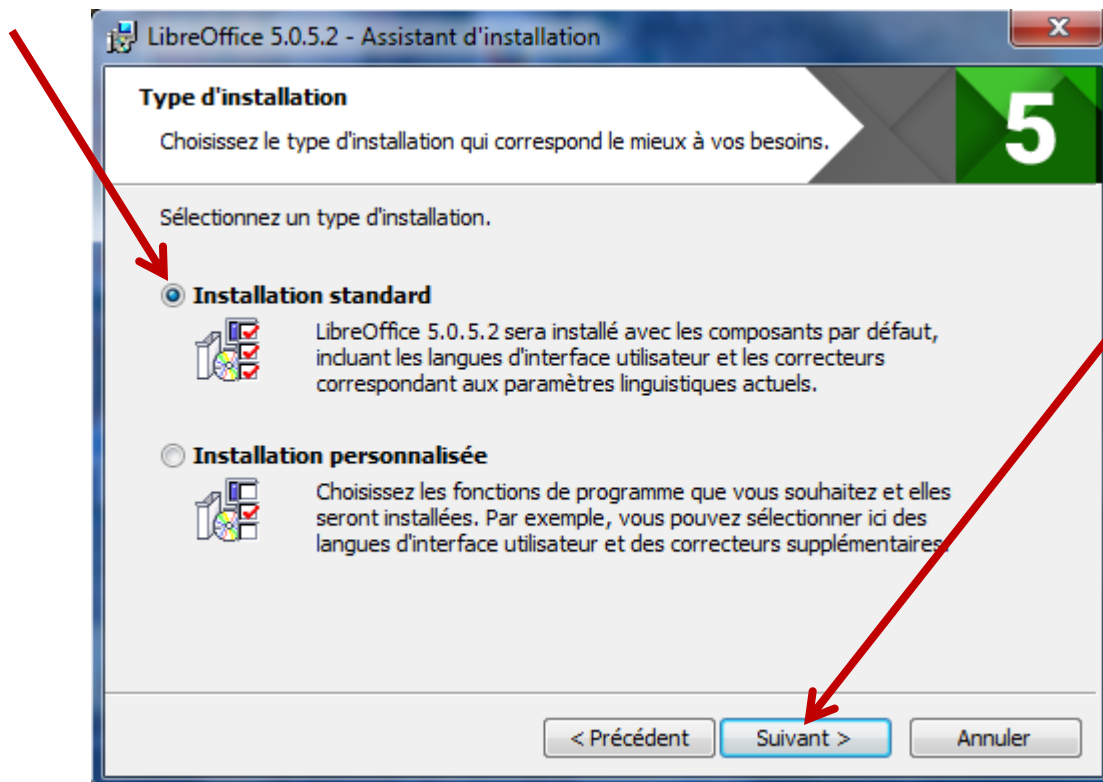 LibreOffice 5.0.5.2 - Assistant d'installation
x
Type d'installation
Choisissez le type d'installation qui correspond le mieux à vos besoins.
5
Sélectionnez un type d'installation.
Installation standard
LibreOffice 5.0.5.2 sera installé avec les composants par défaut,
incluant les langues d'interface utilisateur et les correcteurs
correspondant aux paramètres linguistiques actuels.
Installation personnalisée
Choisissez les fonctions de programme que vous souhaitez et elles
seront installées. Par exemple, vous pouvez sélectionner ici des
langues d'interface utilisateur et des correcteurs supplémentaires.
< Précédent
Suivant >
Annuler